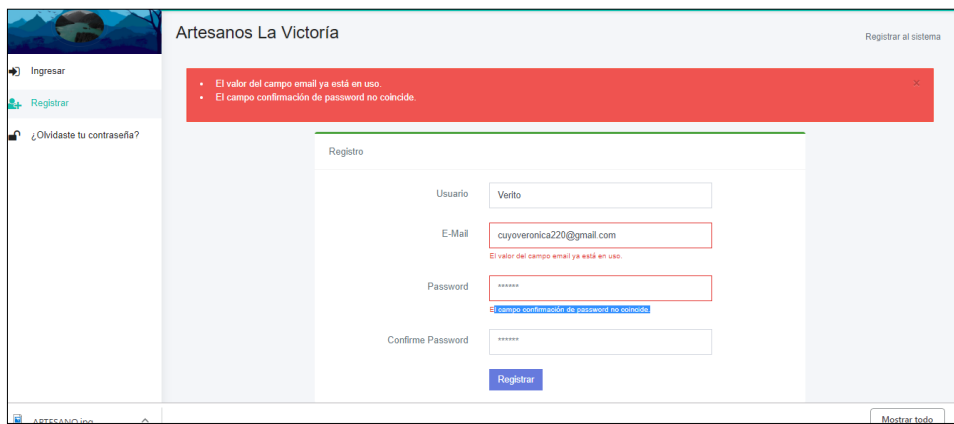 Artesanos La Victoría
Registrar al sistema
Ingresar
Registrar
¿Olvidaste tu contraseña?
El valor del campo email ya está en uso.
El campo confirmación de password no coincide.
×
Registro
Usuario
Verito
E-Mail
cuyoveronica220@gmail.com
El valor del campo email ya está en uso.
Password
******
El campo confirmación de password no coincide.
Confirme Password
******
Registrar
ARTESANO.jpg
Mostrar todo